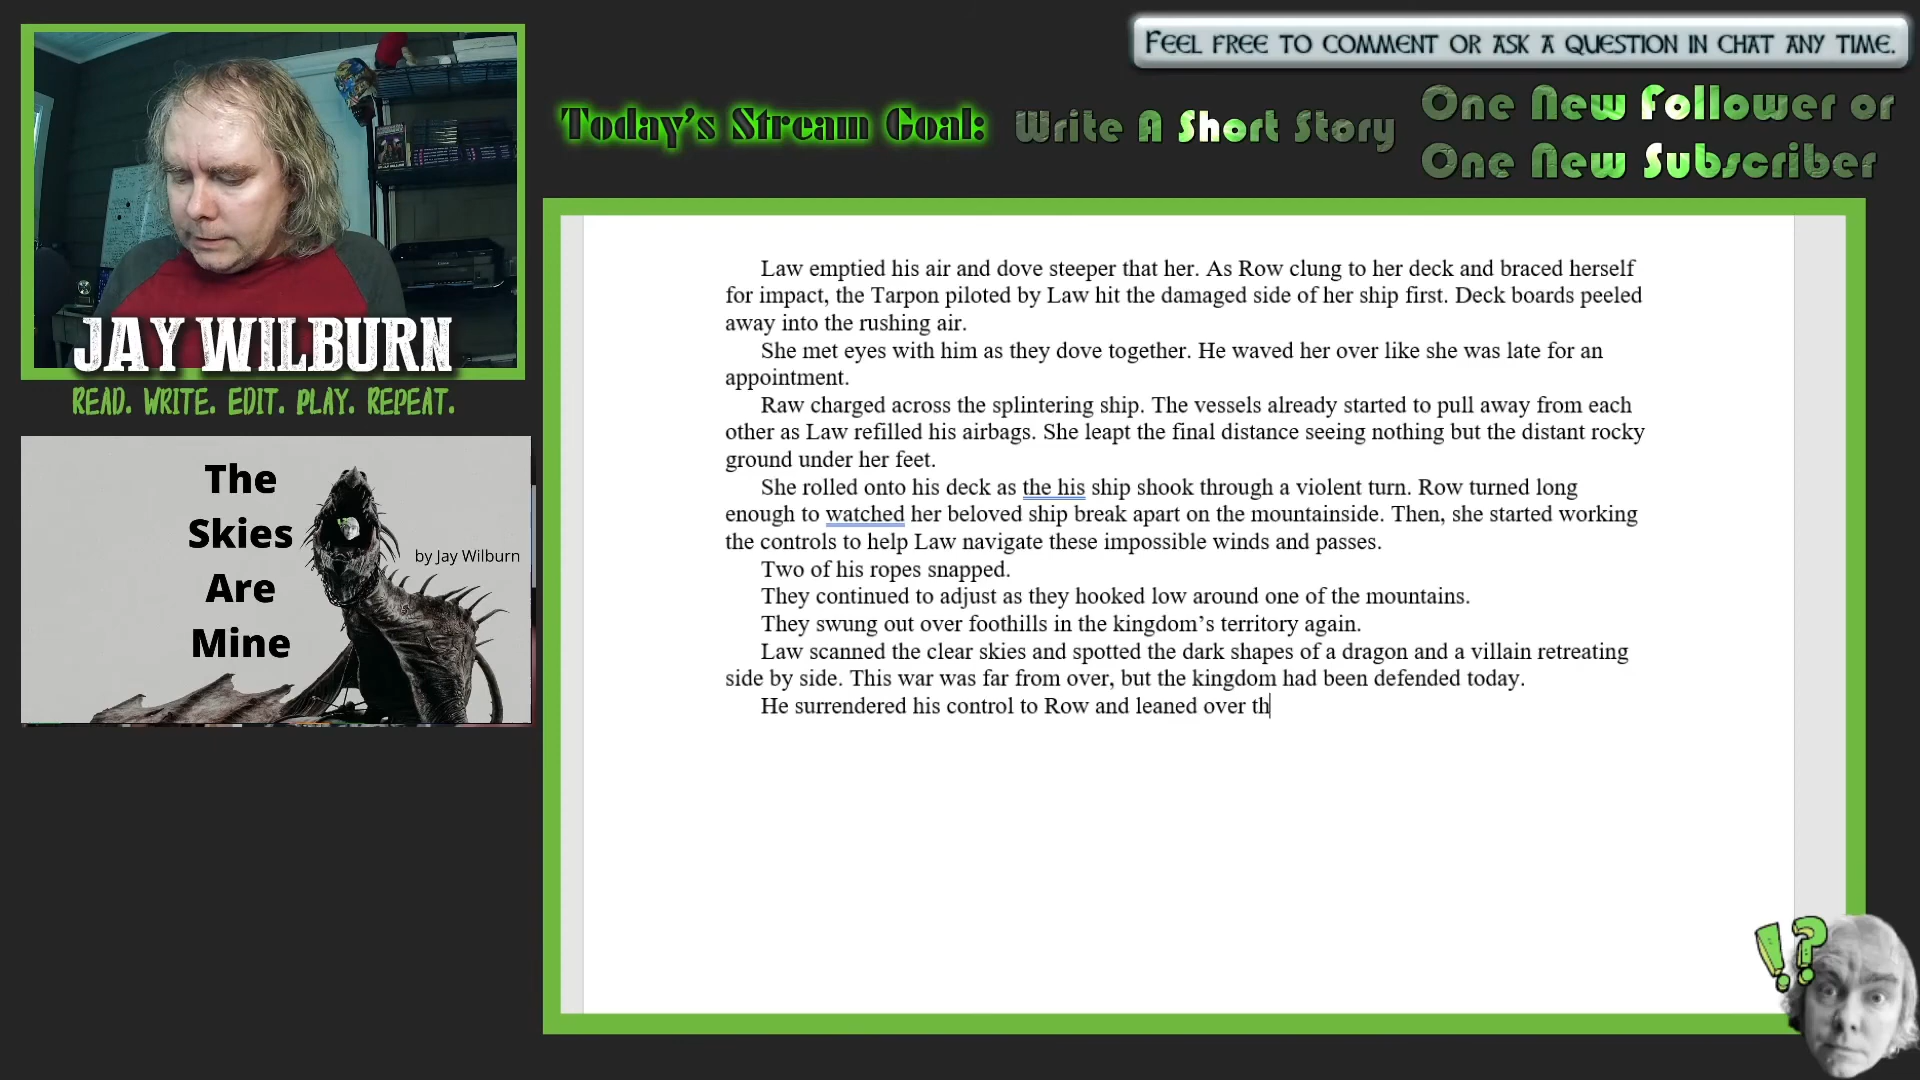 Feel free to comment or ask a question in chat any time.
Today's Stream Goal:
Write A Short Story
One New Follower or
One New Subscriber
JAY WILBURN
READ. WRITE. EDIT. PLAY. REPEAT.
The
Skies
Are
Mine
by Jay Wilburn
Law emptied his air and dove steeper that her. As Row clung to her deck and braced herself
for impact, the Tarpon piloted by Law hit the damaged side of her ship first. Deck boards peeled
away into the rushing air.
She met eyes with him as they dove together. He waved her over like she was late for an
appointment.
Raw charged across the splintering ship. The vessels already started to pull away from each
other as Law refilled his airbags. She leapt the final distance seeing nothing but the distant rocky
ground under her feet.
She rolled onto his deck as the his ship shook through a violent turn. Row turned long
enough to watched her beloved ship break apart on the mountainside. Then, she started working
the controls to help Law navigate these impossible winds and passes.
Two of his ropes snapped.
They continued to adjust as they hooked low around one of the mountains.
They swung out over foothills in the kingdom’s territory again.
Law scanned the clear skies and spotted the dark shapes of a dragon and a villain retreating
side by side. This war was far from over, but the kingdom had been defended today.
He surrendered his control to Row and leaned over th
!?